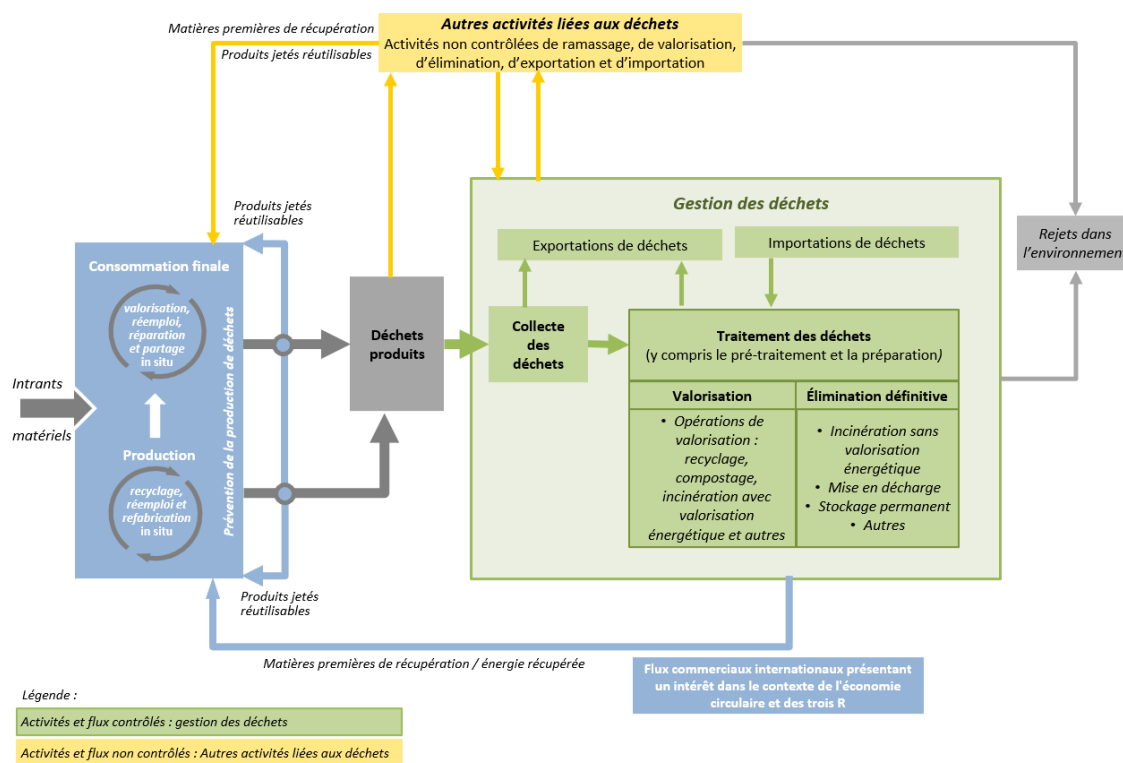 Autres activités liées aux déchets
Activités non contrôlées de ramassage, de valorisation,
d'élimination, d'exportation et d'importation
Matières premières de récupération
Produits jetés réutilisables
Gestion des déchets
Produits jetés
réutilisables
Exportations de déchets
Importations de déchets
Rejets dans
l'environnement
Consommation finale
valorisation,
réemploi,
réparation
et partage
in situ
Prévention de la production de déchets
Déchets
produits
Collecte
des
déchets
Traitement des déchets
(y compris le pré-traitement et la préparation)
Intrants
matériels
Valorisation
Élimination définitive
• Opérations de
valorisation :
recyclage,
compostage,
incinération avec
valorisation
énergétique et autres
• Incinération sans
valorisation
énergétique
• Mise en décharge
• Stockage permanent
• Autres
Production
recyclage,
réemploi et
refabrication
in situ
Produits jetés
réutilisables
Matières premières de récupération / énergie récupérée
Flux commerciaux internationaux présentant
un intérêt dans le contexte de l'économie
circulaire et des trois R
Légende :
Activités et flux contrôlés : gestion des déchets
Activités et flux non contrôlés : Autres activités liées aux déchets